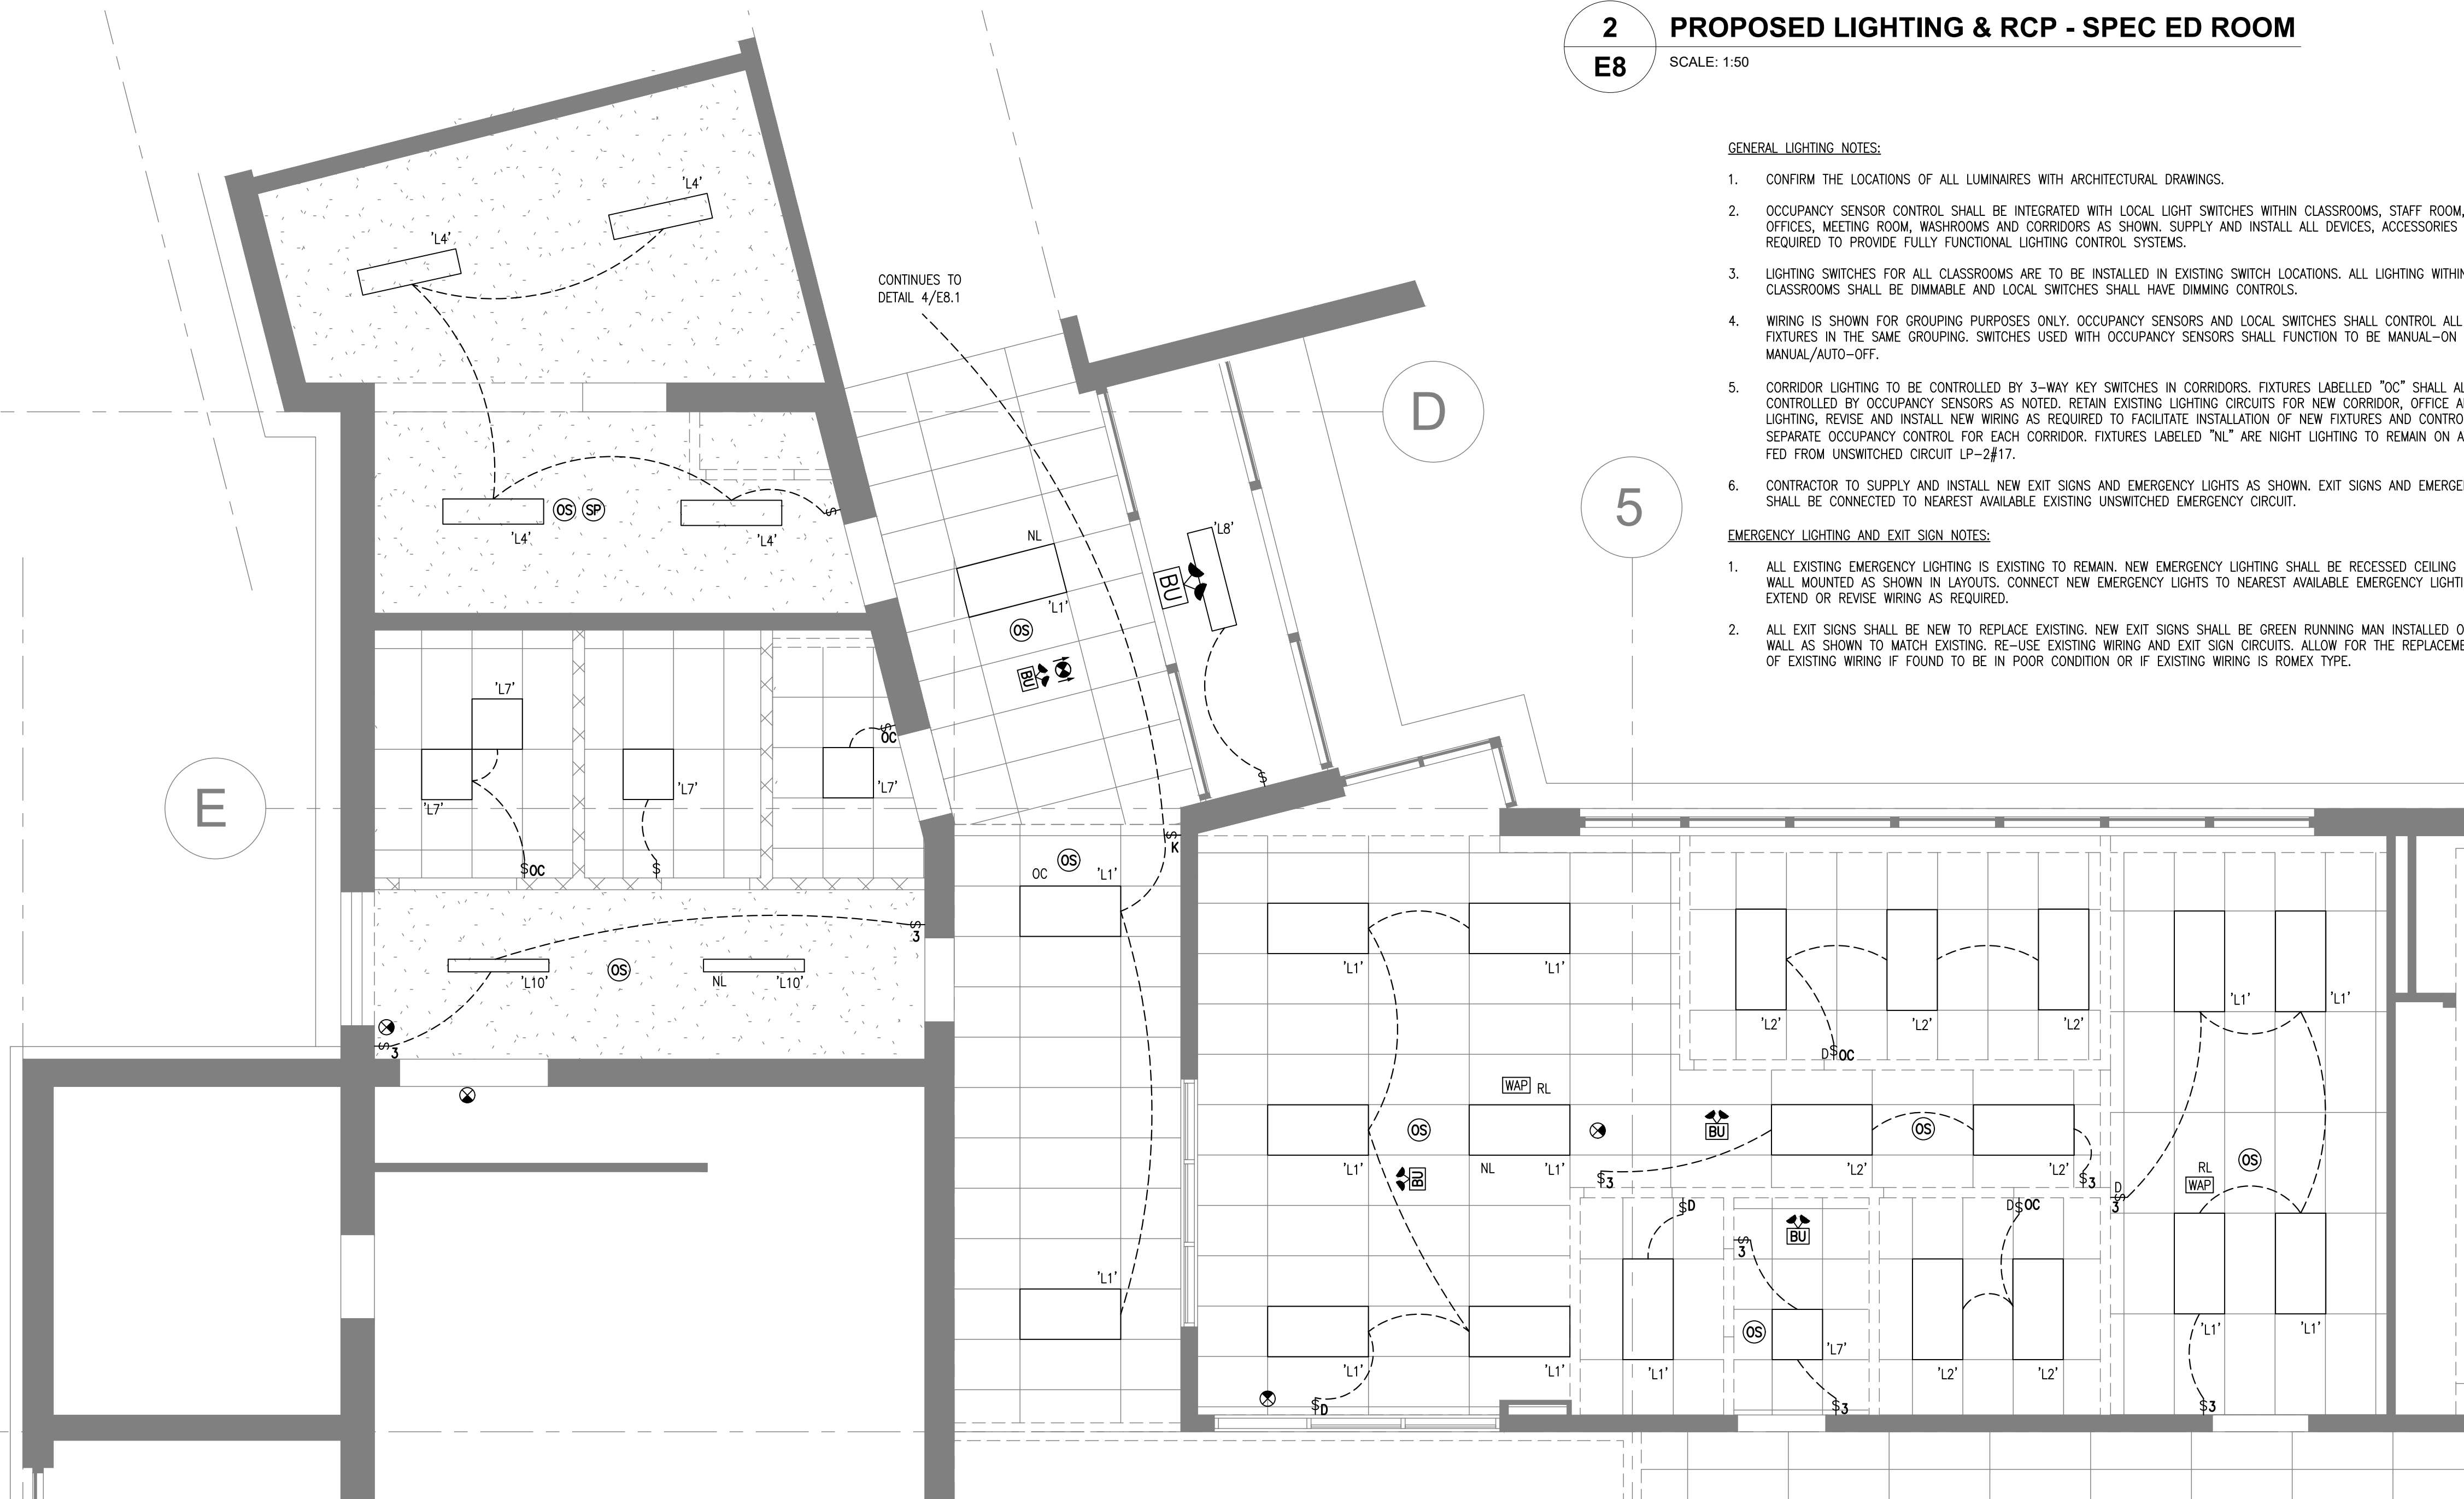 2
E8
PROPOSED LIGHTING & RCP - SPEC ED ROOM
SCALE: 1:50
GENERAL LIGHTING NOTES:
1. CONFIRM THE LOCATIONS OF ALL LUMINAIRES WITH ARCHITECTURAL DRAWINGS.
2. OCCUPANCY SENSOR CONTROL SHALL BE INTEGRATED WITH LOCAL LIGHT SWITCHES WITHIN CLASSROOMS, STAFF ROOM,
OFFICES, MEETING ROOM, WASHROOMS AND CORRIDORS AS SHOWN. SUPPLY AND INSTALL ALL DEVICES, ACCESSORIES
REQUIRED TO PROVIDE FULLY FUNCTIONAL LIGHTING CONTROL SYSTEMS.
3. LIGHTING SWITCHES FOR ALL CLASSROOMS ARE TO BE INSTALLED IN EXISTING SWITCH LOCATIONS. ALL LIGHTING WITHIN
CLASSROOMS SHALL BE DIMMABLE AND LOCAL SWITCHES SHALL HAVE DIMMING CONTROLS.
4. WIRING IS SHOWN FOR GROUPING PURPOSES ONLY. OCCUPANCY SENSORS AND LOCAL SWITCHES SHALL CONTROL ALL
FIXTURES IN THE SAME GROUPING. SWITCHES USED WITH OCCUPANCY SENSORS SHALL FUNCTION TO BE MANUAL-ON
MANUAL/AUTO-OFF.
5. CORRIDOR LIGHTING TO BE CONTROLLED BY 3-WAY KEY SWITCHES IN CORRIDORS. FIXTURES LABELLED "OC" SHALL
CONTROLLED BY OCCUPANCY SENSORS AS NOTED. RETAIN EXISTING LIGHTING CIRCUITS FOR NEW CORRIDOR, OFFICE
LIGHTING, REVISE AND INSTALL NEW WIRING AS REQUIRED TO FACILITATE INSTALLATION OF NEW FIXTURES AND
SEPARATE OCCUPANCY CONTROL FOR EACH CORRIDOR. FIXTURES LABELED "NL" ARE NIGHT LIGHTING TO REMAIN ON
FED FROM UNSWITCHED CIRCUIT LP-2#17.
6. CONTRACTOR TO SUPPLY AND INSTALL NEW EXIT SIGNS AND EMERGENCY LIGHTS AS SHOWN. EXIT SIGNS AND
SHALL BE CONNECTED TO NEAREST AVAILABLE EXISTING UNSWITCHED EMERGENCY CIRCUIT.
EMERGENCY LIGHTING AND EXIT SIGN NOTES:
1. ALL EXISTING EMERGENCY LIGHTING IS EXISTING TO REMAIN. NEW EMERGENCY LIGHTING SHALL BE RECESSED CEILING
WALL MOUNTED AS SHOWN IN LAYOUTS. CONNECT NEW EMERGENCY LIGHTS TO NEAREST AVAILABLE EMERGENCY
EXTEND OR REVISE WIRING AS REQUIRED.
2. ALL EXIT SIGNS SHALL BE NEW TO REPLACE EXISTING. NEW EXIT SIGNS SHALL BE GREEN RUNNING MAN INSTALLED
WALL AS SHOWN TO MATCH EXISTING. RE-USE EXISTING WIRING AND EXIT SIGN CIRCUITS. ALLOW FOR THE
OF EXISTING WIRING IF FOUND TO BE IN POOR CONDITION OR IF EXISTING WIRING IS ROMEX TYPE.
CONTINUES TO
DETAIL 4/E8.1
D
5
E
'L4'
'L4'
'L4'
OS
SP
'L4'
$
NL
'L1'
OS
BU
BU
'L8'
$
'L7'
'L7'
$OC
'L7'
$
$
OC
'L7'
$
K
OS
OC
'L1'
'L1'
$
3
'L10'
OS
NL
'L10'
$3
'L1'
'L1'
WAP
RL
'L1'
OS
NL
'L1'
BU
'L1'
'L1'
$D
'L2'
'L2'
'L2'
D$OC
BU
$3
'L2'
OS
'L2'
$3
$D
'L1'
BU
$
3
OS
'L7'
$3
D$OC
'L2'
'L2'
'L1'
'L1'
D
$
3
RL
WAP
OS
'L1'
'L1'
$3